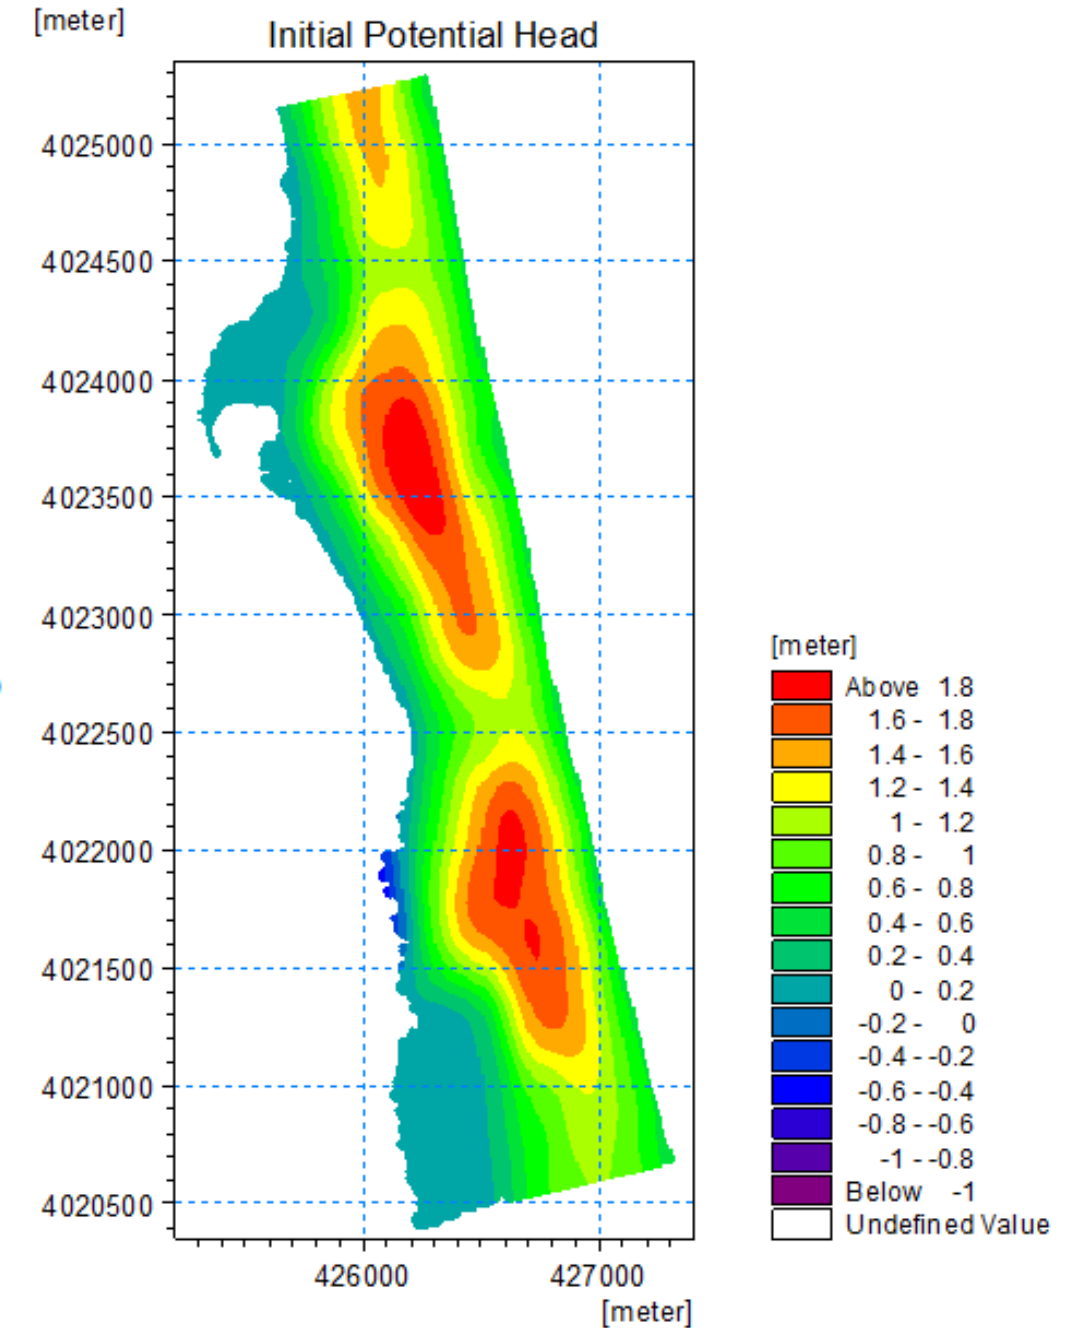 [meter]
Initial Potential Head
4025000
4024500
4024000
4023500
4023000
4022500
4022000
4021500
4021000
4020500
426000 427000
[meter]
[meter]
Above 1.8
1.6 - 1.8
1.4 - 1.6
1.2 - 1.4
1 - 1.2
0.8 - 1
0.6 - 0.8
0.4 - 0.6
0.2 - 0.4
0 - 0.2
-0.2 - 0
-0.4 - -0.2
-0.6 - -0.4
-0.8 - -0.6
-1 - -0.8
Below -1
Undefined Value